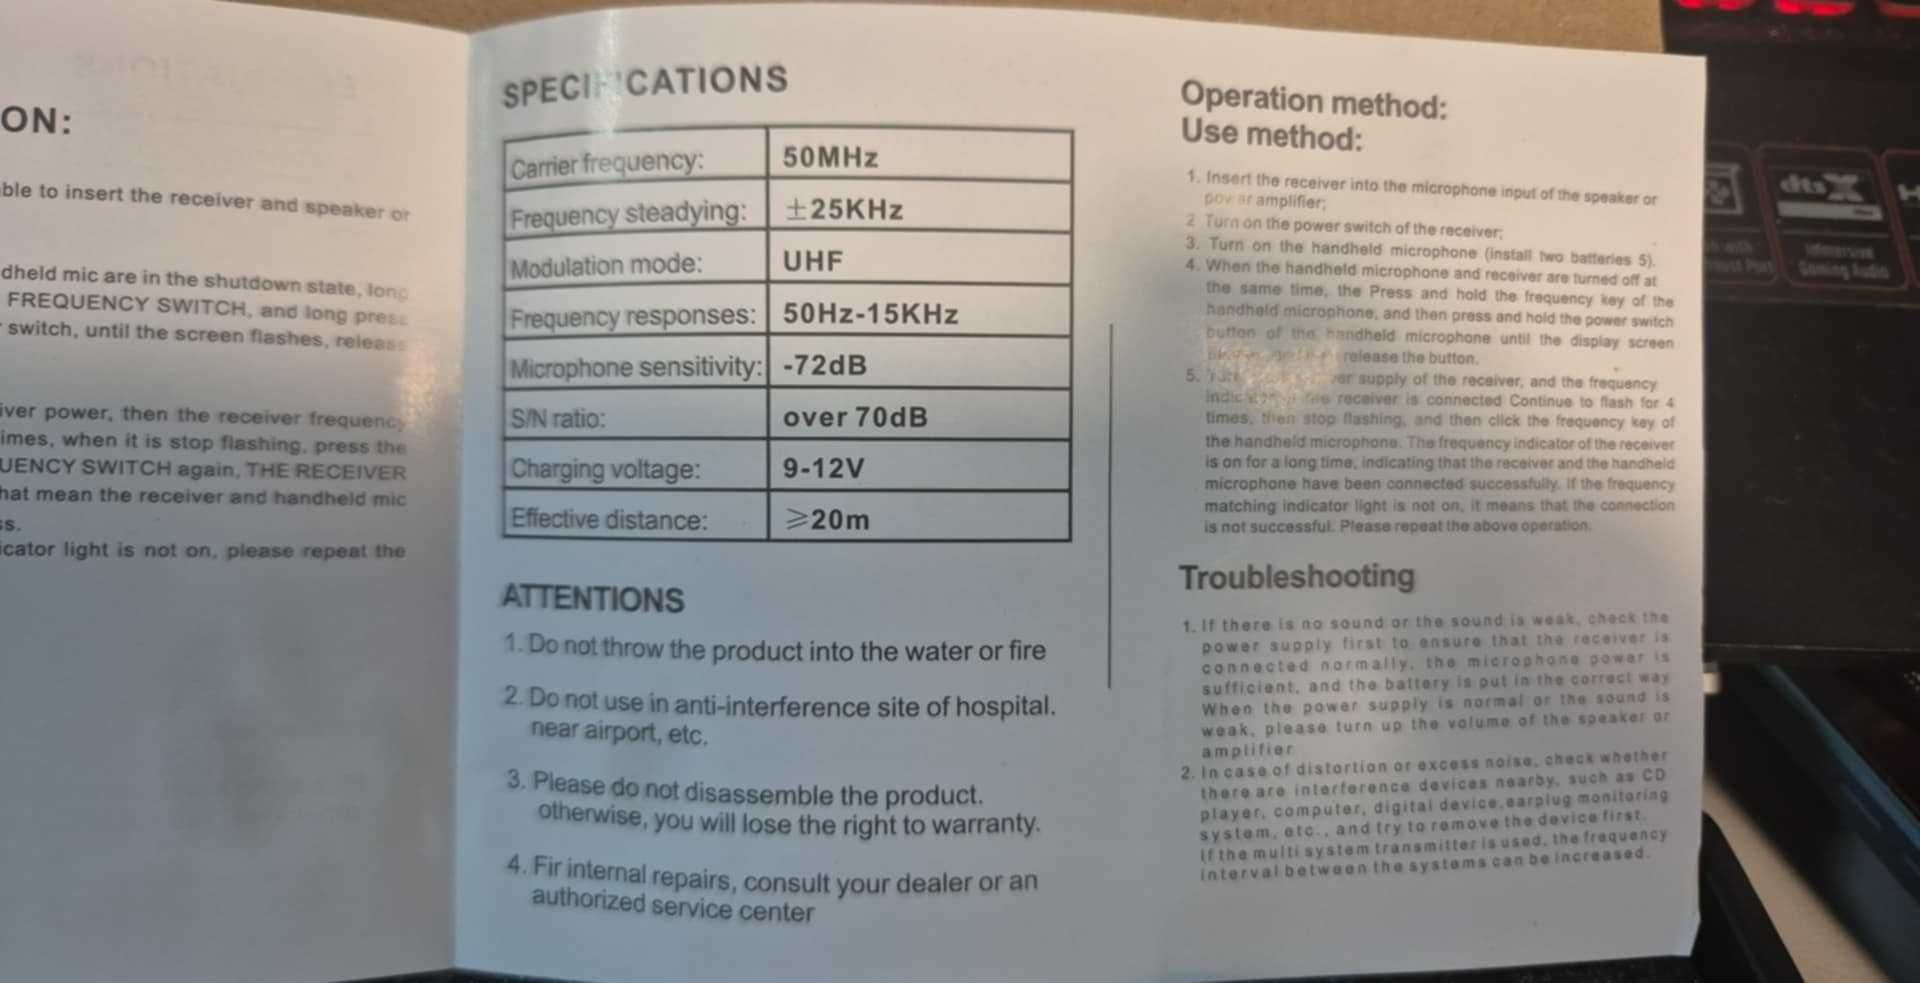 ON:
ble to insert the receiver and speaker or
dheld mic are in the shutdown state, long
FREQUENCY SWITCH, and long press
switch, until the screen flashes, release
iver power, then the receiver frequency
imes, when it is stop flashing, press the
UENCY SWITCH again, THE RECEIVER
hat mean the receiver and handheld mic
ss.
icator light is not on, please repeat the
SPECIFICATIONS
Carrier frequency: 50MHz
Frequency steadying: ±25KHz
Modulation mode: UHF
Frequency responses: 50Hz-15KHz
Microphone sensitivity: -72dB
S/N ratio: over 70dB
Charging voltage: 9-12V
Effective distance: ⩾20m
ATTENTIONS
1. Do not throw the product into the water or fire
2. Do not use in anti-interference site of hospital.
near airport, etc.
3. Please do not disassemble the product.
otherwise, you will lose the right to warranty.
4. Fir internal repairs, consult your dealer or an
authorized service center
Operation method:
Use method:
1. Insert the receiver into the microphone input of the speaker or
amplifier;
2 Turn on the power switch of the receiver;
3. Turn on the handheld microphone (install two batteries 5).
4. When the handheld microphone and receiver are turned off at
the same time, the Press and hold the frequency key of the
handheld microphone, and then press and hold the power switch
button of the handheld microphone until the display screen
release the button.
5. supply of the receiver, and the frequency
receiver is connected Continue to flash for 4
times, then stop flashing, and then click the frequency key of
the handheld microphone. The frequency indicator of the receiver
is on for a long time, indicating that the receiver and the handheld
microphone have been connected successfully. If the frequency
matching indicator light is not on, it means that the connection
is not successful. Please repeat the above operation.
Troubleshooting
1. If there is no sound or the sound is weak, check the
power supply first to ensure that the receiver is
connected normally, the microphone power is
sufficient, and the battery is put in the correct way
When the power supply is normal or the sound is
weak, please turn up the volume of the speaker or
amplifier
2. In case of distortion or excess noise, check whether
there are interference devices nearby, such as CD
player, computer, digital device, earplug monitoring
system, etc., and try to remove the device first.
If the multi system transmitter is used, the frequency
interval between the systems can be increased.
dts X
Immersive
Gaming Audio